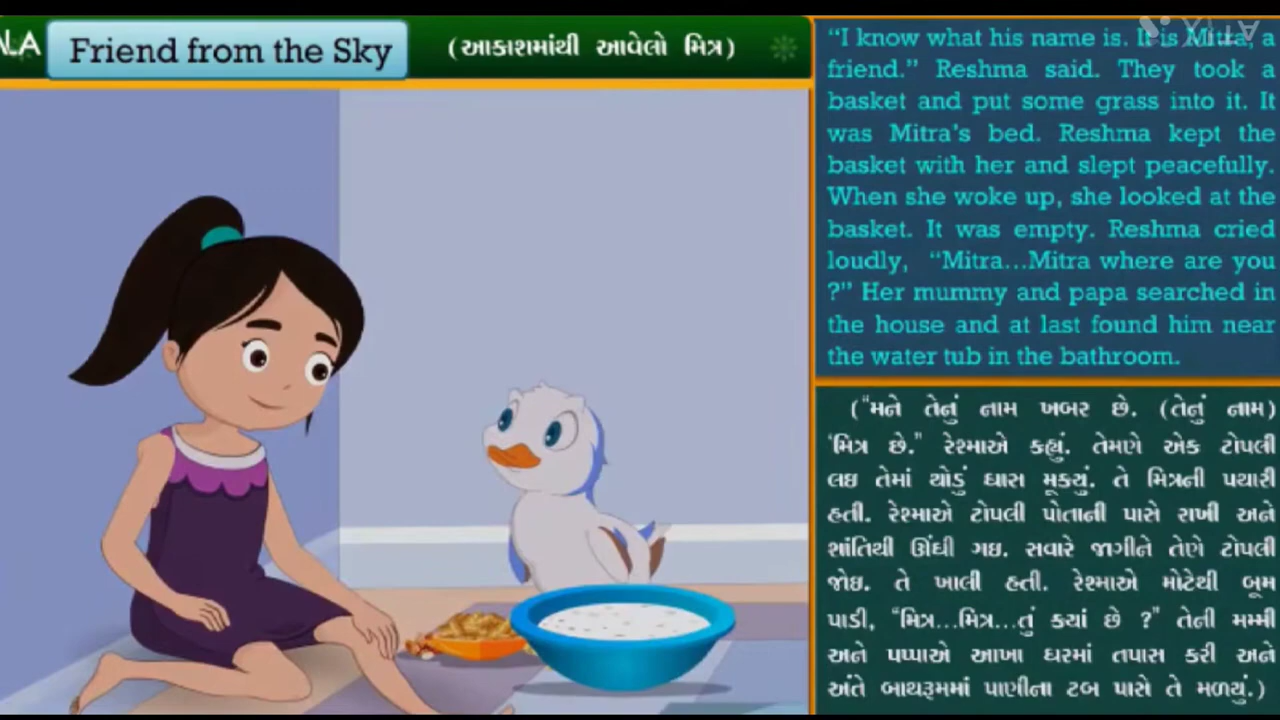 ALA
Friend from the Sky
(આકાશમાંથી આવેલો મિત્ર)
“I know what his name is. It is Mitra, a
friend.” Reshma said. They took a
basket and put some grass into it. It
was Mitra’s bed. Reshma kept the
basket with her and slept peacefully.
When she woke up, she looked at the
basket. It was empty. Reshma cried
loudly, “Mitra...Mitra where are you
?” Her mummy and papa searched in
the house and at last found him near
the water tub in the bathroom.
(“મને તેનું નામ ખબર છે. (તેનું નામ)
‘મિત્ર છે.” રેશ્માએ કહ્યું. તેમણે એક ટોપલી
લઇ તેમાં થોડું ઘાસ મૂકયું. તે મિત્રની પથારી
હતી. રેશ્માએ ટોપલી પોતાની પાસે રાખી અને
શાંતિથી ઊંઘી ગઇ. સવારે જાગીને તેણે ટોપલી
જોઇ. તે ખાલી હતી. રેશ્માએ મોટેથી બૂમ
પાડી, “મિત્ર...મિત્ર...તું કયાં છે ?” તેની મમ્મી
અને પપ્પાએ આખા ઘરમાં તપાસ કરી અને
અંતે બાથરૂમમાં પાણીના ટબ પાસે તે મળ્યું.)